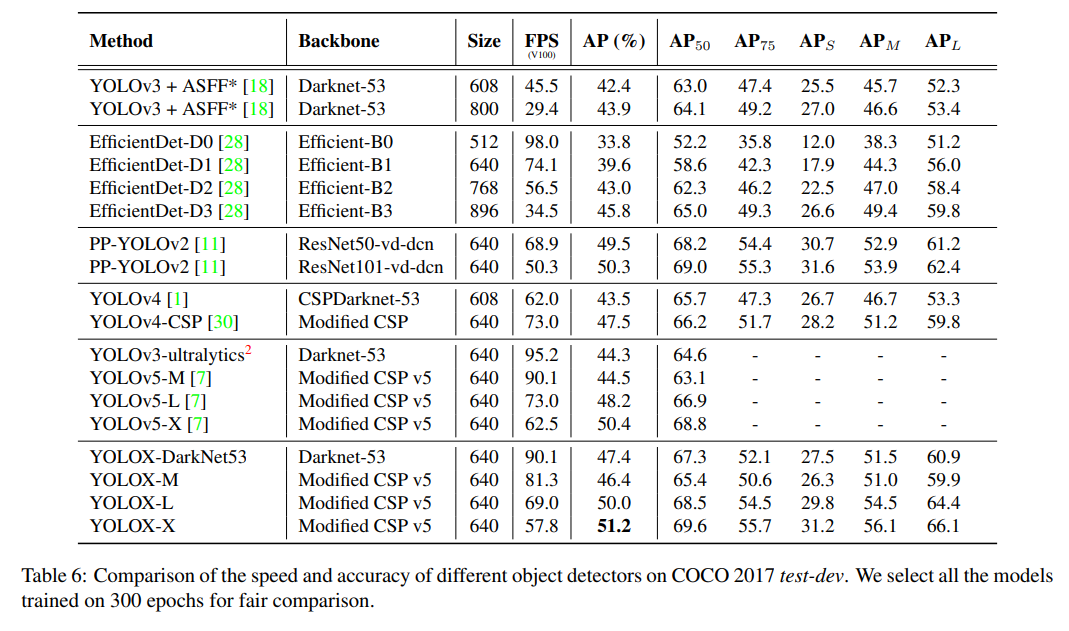 Method Backbone Size FPS (V100) AP (%) AP50 AP75 APS APM APL
YOLOv3 + ASFF* [18] Darknet-53 608 45.5 42.4 63.0 47.4 25.5 45.7 52.3
YOLOv3 + ASFF* [18] Darknet-53 800 29.4 43.9 64.1 49.2 27.0 46.6 53.4
EfficientDet-D0 [28] Efficient-B0 512 98.0 33.8 52.2 35.8 12.0 38.3 51.2
EfficientDet-D1 [28] Efficient-B1 640 74.1 39.6 58.6 42.3 17.9 44.3 56.0
EfficientDet-D2 [28] Efficient-B2 768 56.5 43.0 62.3 46.2 22.5 47.0 58.4
EfficientDet-D3 [28] Efficient-B3 896 34.5 45.8 65.0 49.3 26.6 49.4 59.8
PP-YOLOv2 [11] ResNet50-vd-dcn 640 68.9 49.5 68.2 54.4 30.7 52.9 61.2
PP-YOLOv2 [11] ResNet101-vd-dcn 640 50.3 50.3 69.0 55.3 31.6 53.9 62.4
YOLOv4 [1] CSPDarknet-53 608 62.0 43.5 65.7 47.3 26.7 46.7 53.3
YOLOv4-CSP [30] Modified CSP 640 73.0 47.5 66.2 51.7 28.2 51.2 59.8
YOLOv3-ultralytics2 Darknet-53 640 95.2 44.3 64.6 - - - -
YOLOv5-M [7] Modified CSP v5 640 90.1 44.5 63.1 - - - -
YOLOv5-L [7] Modified CSP v5 640 73.0 48.2 66.9 - - - -
YOLOv5-X [7] Modified CSP v5 640 62.5 50.4 68.8 - - - -
YOLOX-DarkNet53 Darknet-53 640 90.1 47.4 67.3 52.1 27.5 51.5 60.9
YOLOX-M Modified CSP v5 640 81.3 46.4 65.4 50.6 26.3 51.0 59.9
YOLOX-L Modified CSP v5 640 69.0 50.0 68.5 54.5 29.8 54.5 64.4
YOLOX-X Modified CSP v5 640 57.8 51.2 69.6 55.7 31.2 56.1 66.1
Table 6: Comparison of the speed and accuracy of different object detectors on COCO 2017 test-dev. We select all the models
trained on 300 epochs for fair comparison.